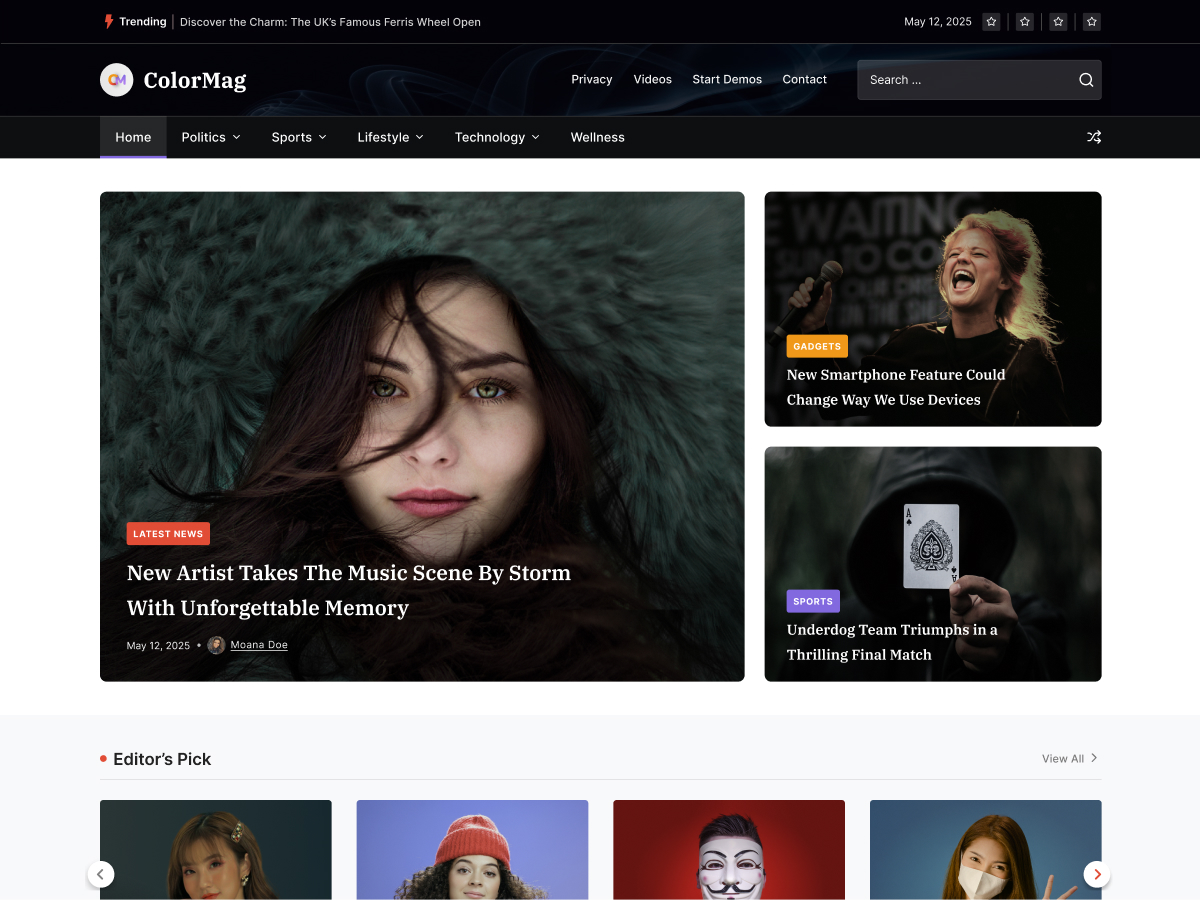 Trending
Discover the Charm: The UK's Famous Ferris Wheel Open
May 12, 2025
CM
ColorMag
Privacy
Videos
Start Demos
Contact
Search ...
Home
Politics
Sports
Lifestyle
Technology
Wellness
LATEST NEWS
New Artist Takes The Music Scene By Storm
With Unforgettable Memory
May 12, 2025 • Moana Doe
E WAITING
GADGETS
New Smartphone Feature Could
Change Way We Use Devices
A
A
SPORTS
Underdog Team Triumphs in a
Thrilling Final Match
Editor's Pick
View All